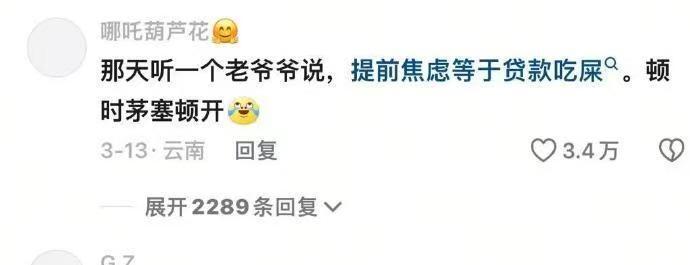 哪吒葫芦花🤗
那天听一个老爷爷说，提前焦虑等于贷款吃屎。顿
时茅塞顿开😂
3-13·云南 回复 3.4万
展开2289条回复